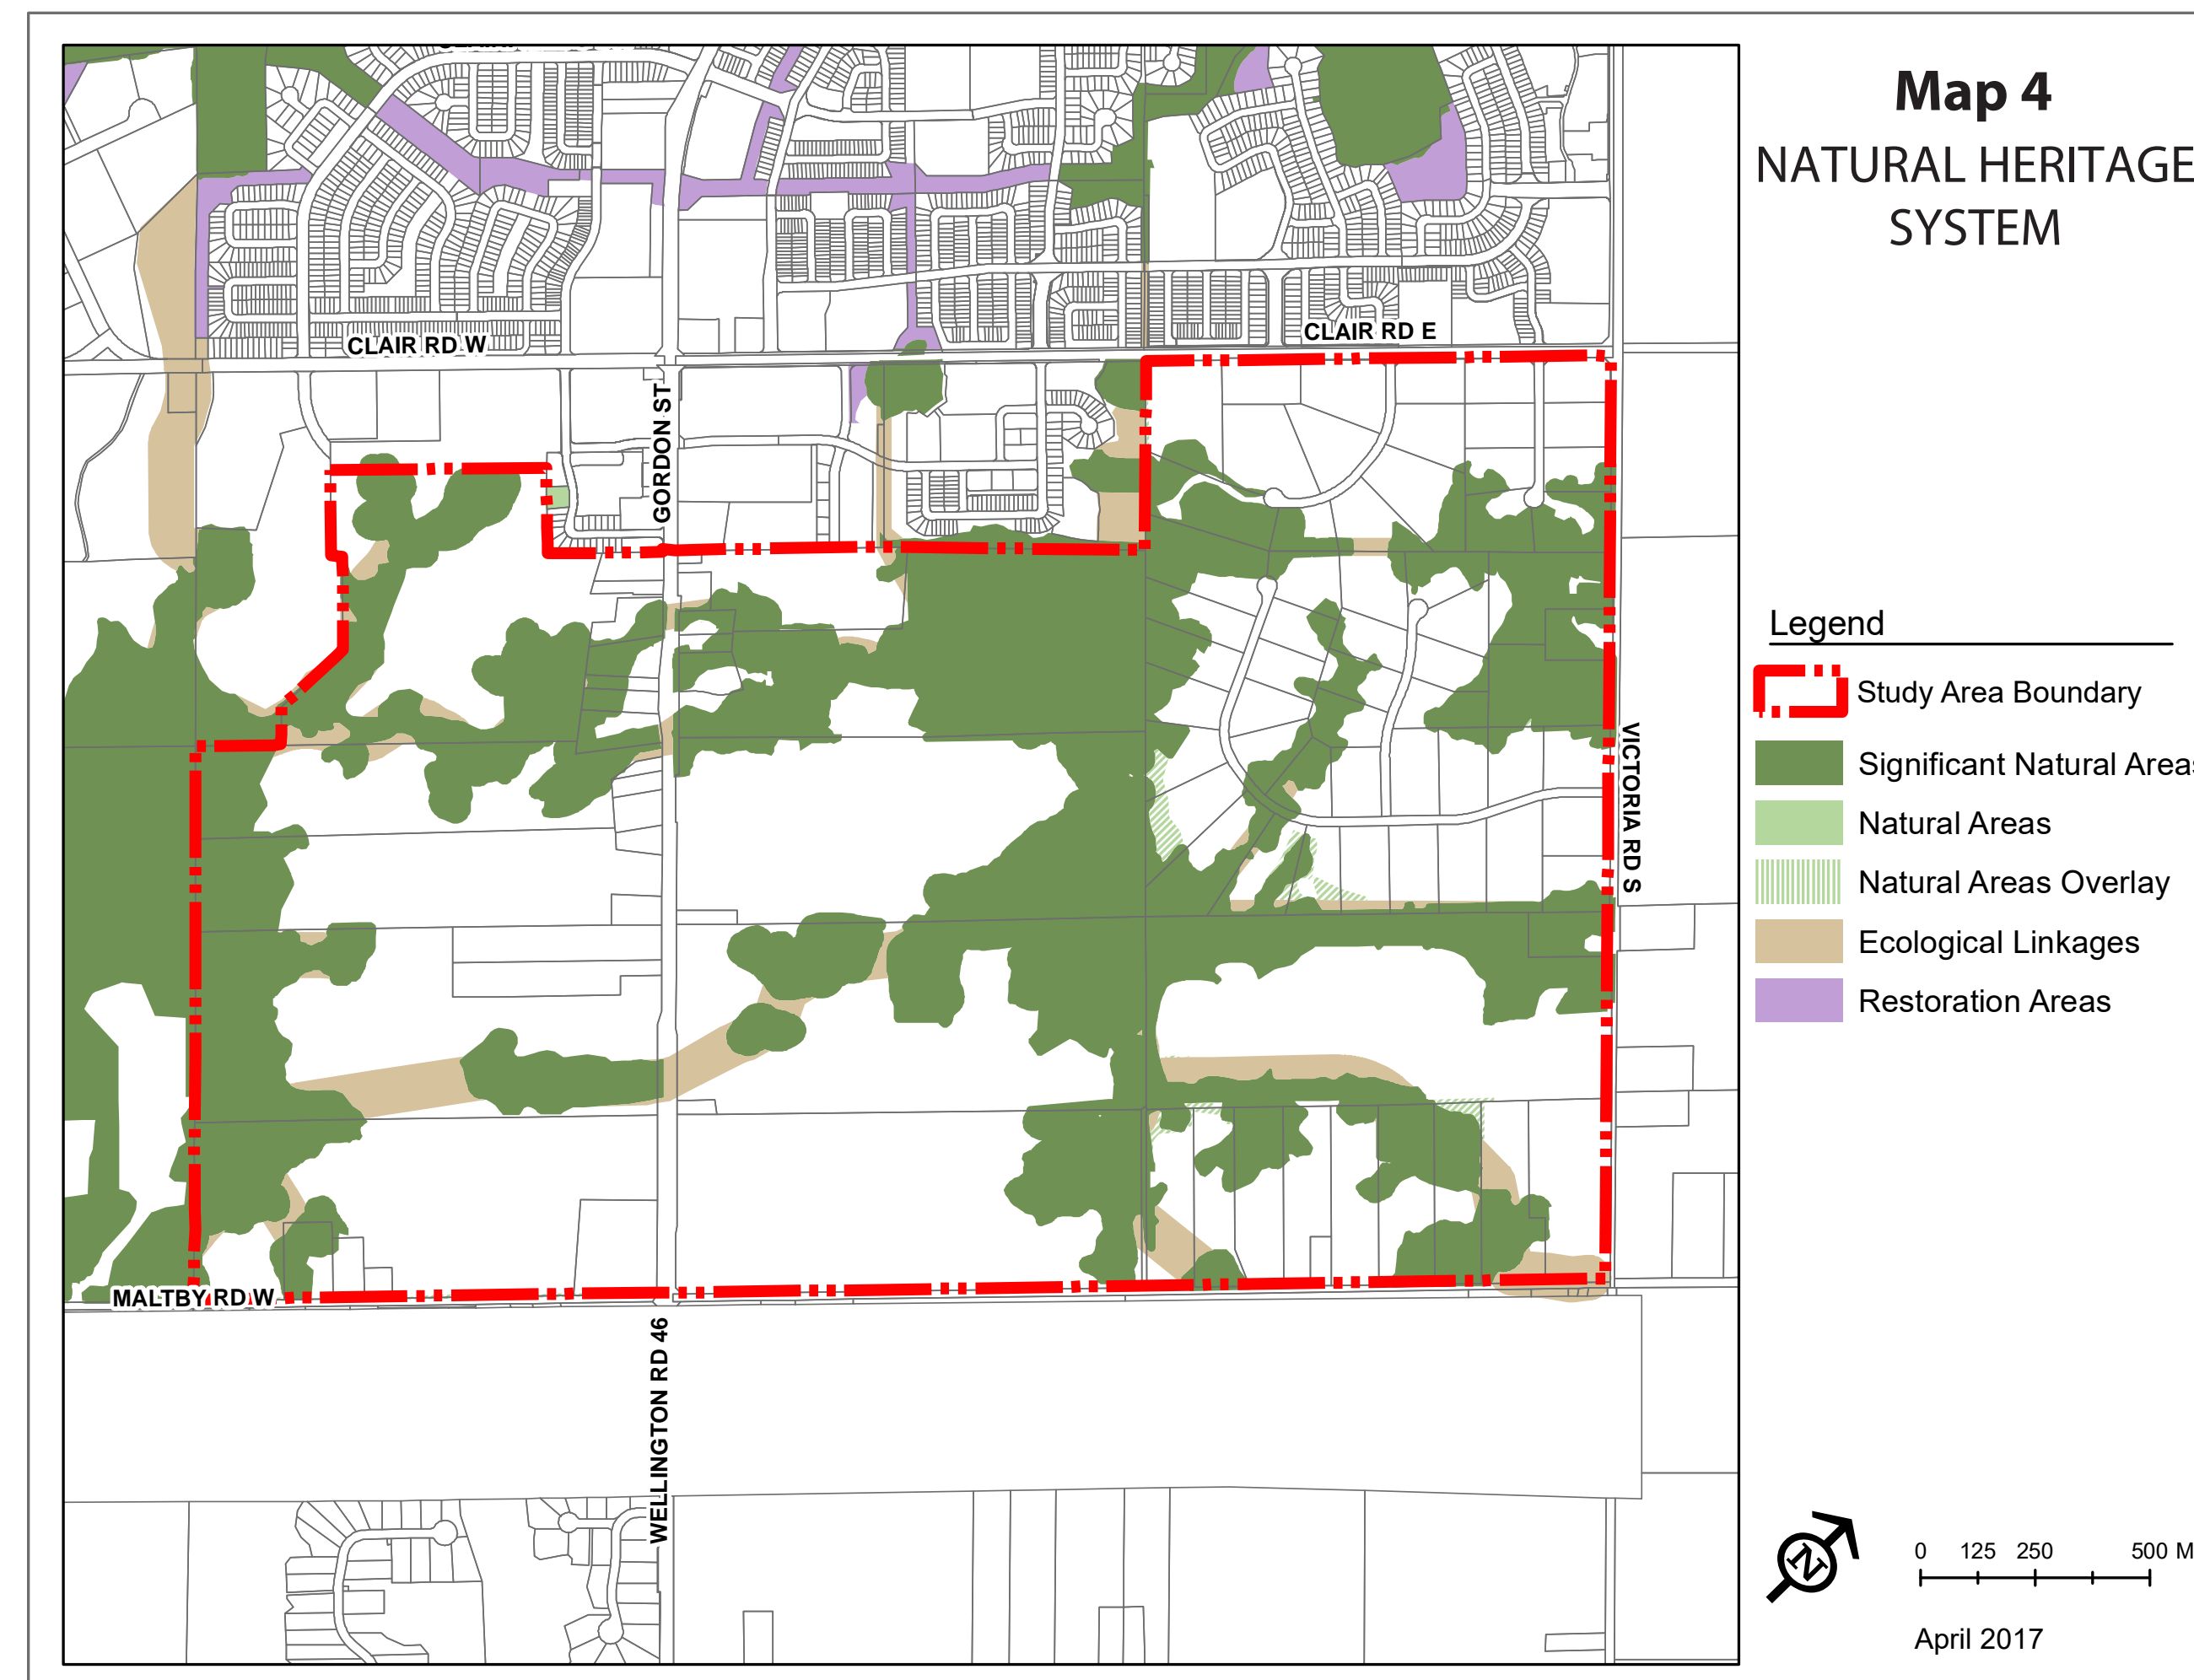 Map 4
NATURAL HERITAGE
SYSTEM
CLAIR RD W
CLAIR RD E
GORDON ST
VICTORIA RD S
MALTBY RD W
WELLINGTON RD 46
Legend
Study Area Boundary
Significant Natural Areas
Natural Areas
Natural Areas Overlay
Ecological Linkages
Restoration Areas
N
0 125 250 500 M
April 2017